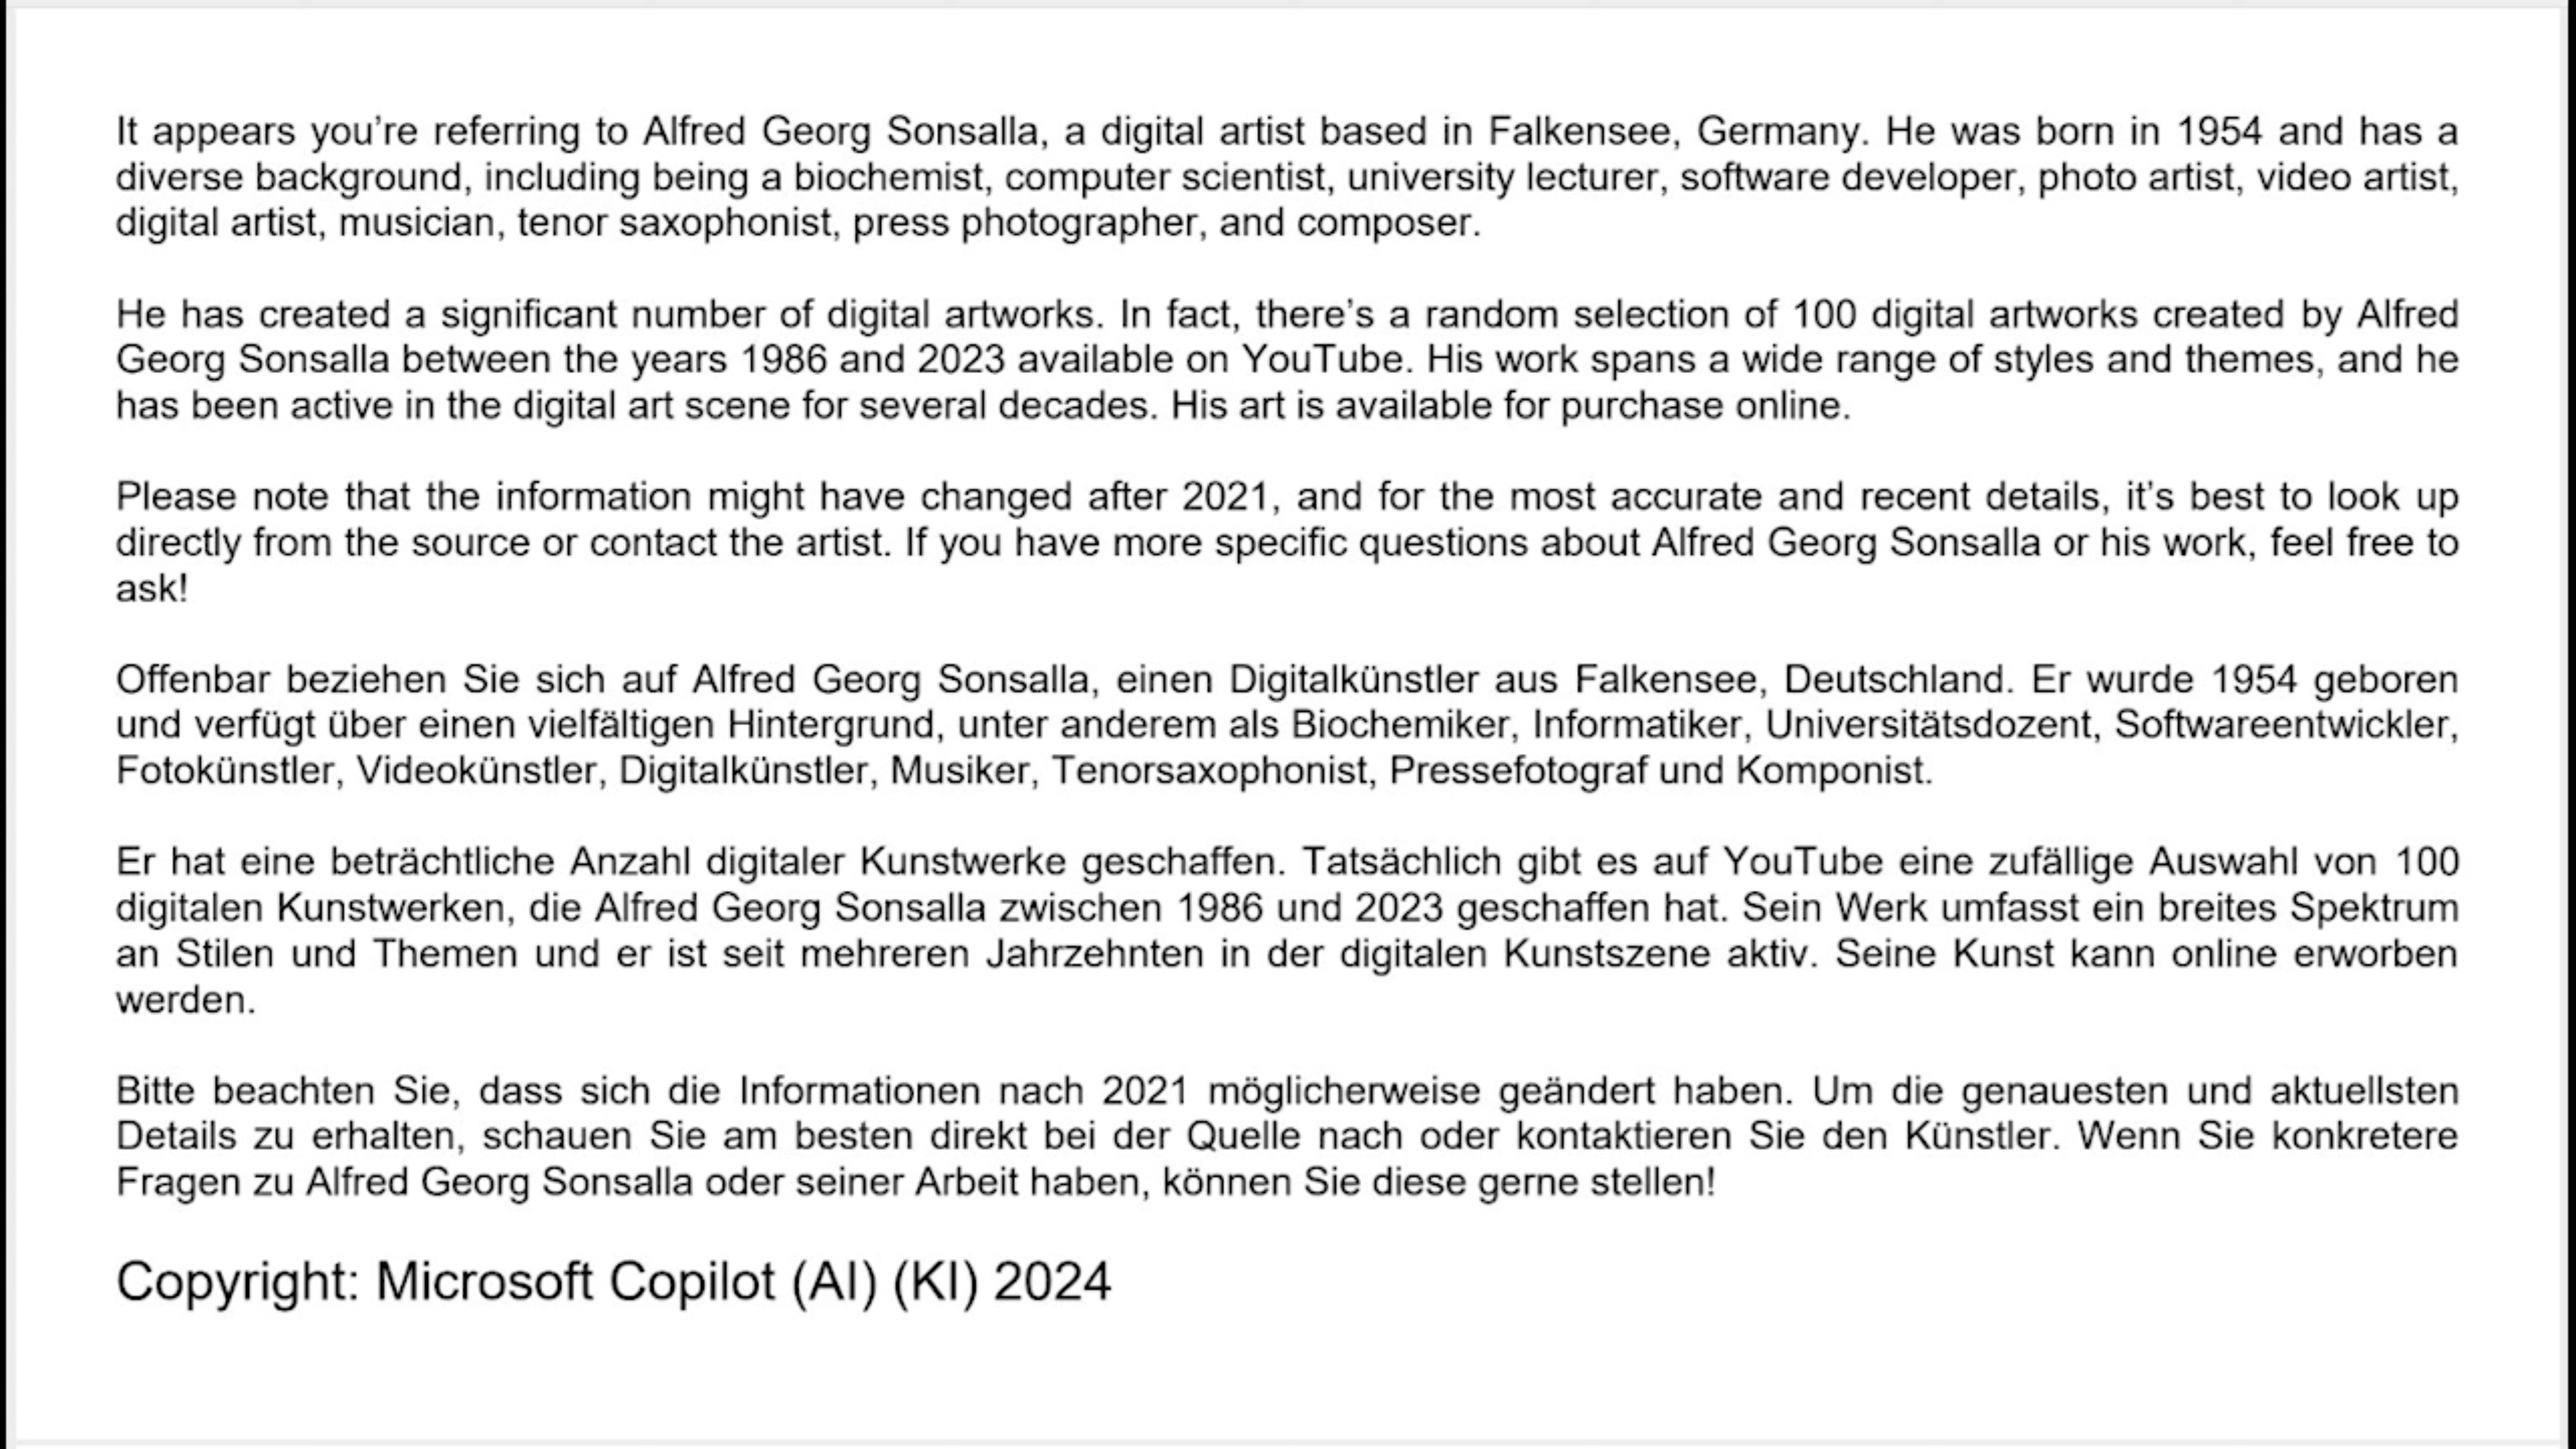 It appears you’re referring to Alfred Georg Sonsalla, a digital artist based in Falkensee, Germany. He was born in 1954 and has a
diverse background, including being a biochemist, computer scientist, university lecturer, software developer, photo artist, video artist,
digital artist, musician, tenor saxophonist, press photographer, and composer.
He has created a significant number of digital artworks. In fact, there’s a random selection of 100 digital artworks created by Alfred
Georg Sonsalla between the years 1986 and 2023 available on YouTube. His work spans a wide range of styles and themes, and he
has been active in the digital art scene for several decades. His art is available for purchase online.
Please note that the information might have changed after 2021, and for the most accurate and recent details, it’s best to look up
directly from the source or contact the artist. If you have more specific questions about Alfred Georg Sonsalla or his work, feel free to
ask!
Offenbar beziehen Sie sich auf Alfred Georg Sonsalla, einen Digitalkünstler aus Falkensee, Deutschland. Er wurde 1954 geboren
und verfügt über einen vielfältigen Hintergrund, unter anderem als Biochemiker, Informatiker, Universitätsdozent, Softwareentwickler,
Fotokünstler, Videokünstler, Digitalkünstler, Musiker, Tenorsaxophonist, Pressefotograf und Komponist.
Er hat eine beträchtliche Anzahl digitaler Kunstwerke geschaffen. Tatsächlich gibt es auf YouTube eine zufällige Auswahl von 100
digitalen Kunstwerken, die Alfred Georg Sonsalla zwischen 1986 und 2023 geschaffen hat. Sein Werk umfasst ein breites Spektrum
an Stilen und Themen und er ist seit mehreren Jahrzehnten in der digitalen Kunstszene aktiv. Seine Kunst kann online erworben
werden.
Bitte beachten Sie, dass sich die Informationen nach 2021 möglicherweise geändert haben. Um die genauesten und aktuellsten
Details zu erhalten, schauen Sie am besten direkt bei der Quelle nach oder kontaktieren Sie den Künstler. Wenn Sie konkretere
Fragen zu Alfred Georg Sonsalla oder seiner Arbeit haben, können Sie diese gerne stellen!
Copyright: Microsoft Copilot (AI) (KI) 2024